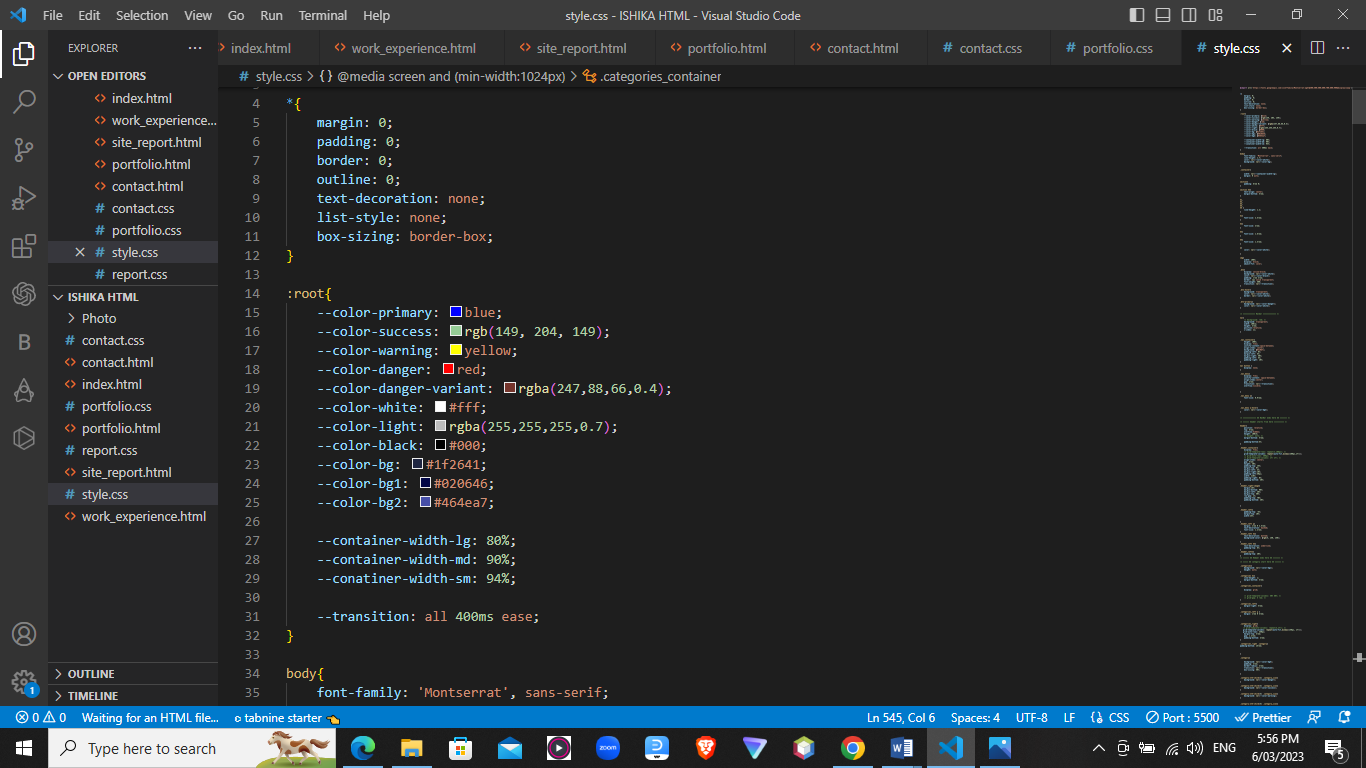 File Edit Selection View Go Run Terminal Help
style.css - ISHIKA HTML - Visual Studio Code
EXPLORER
OPEN EDITORS
index.html
work_experience...
site_report.html
portfolio.html
contact.html
contact.css
portfolio.css
style.css
report.css
ISHIKA HTML
Photo
contact.css
contact.html
index.html
portfolio.css
portfolio.html
report.css
site_report.html
style.css
work_experience.html
OUTLINE
TIMELINE
1
index.html work_experience.html site_report.html portfolio.html contact.html contact.css portfolio.css style.css
style.css > {} @media screen and (min-width:1024px) > .categories_container
4 *{
5 margin: 0;
6 padding: 0;
7 border: 0;
8 outline: 0;
9 text-decoration: none;
10 list-style: none;
11 box-sizing: border-box;
12 }
13
14 :root{
15 --color-primary: blue;
16 --color-success: rgb(149, 204, 149);
17 --color-warning: yellow;
18 --color-danger: red;
19 --color-danger-variant: rgba(247,88,66,0.4);
20 --color-white: #fff;
21 --color-light: rgba(255,255,255,0.7);
22 --color-black: #000;
23 --color-bg: #1f2641;
24 --color-bg1: #020646;
25 --color-bg2: #464ea7;
26
27 --container-width-lg: 80%;
28 --container-width-md: 90%;
29 --conatiner-width-sm: 94%;
30
31 --transition: all 400ms ease;
32 }
33
34 body{
35 font-family: 'Montserrat', sans-serif;
0 0 Waiting for an HTML file... tabnine starter Ln 545, Col 6 Spaces: 4 UTF-8 LF {} CSS Port : 5500 Prettier
Type here to search
zoom
ENG
5:56 PM
6/03/2023
5